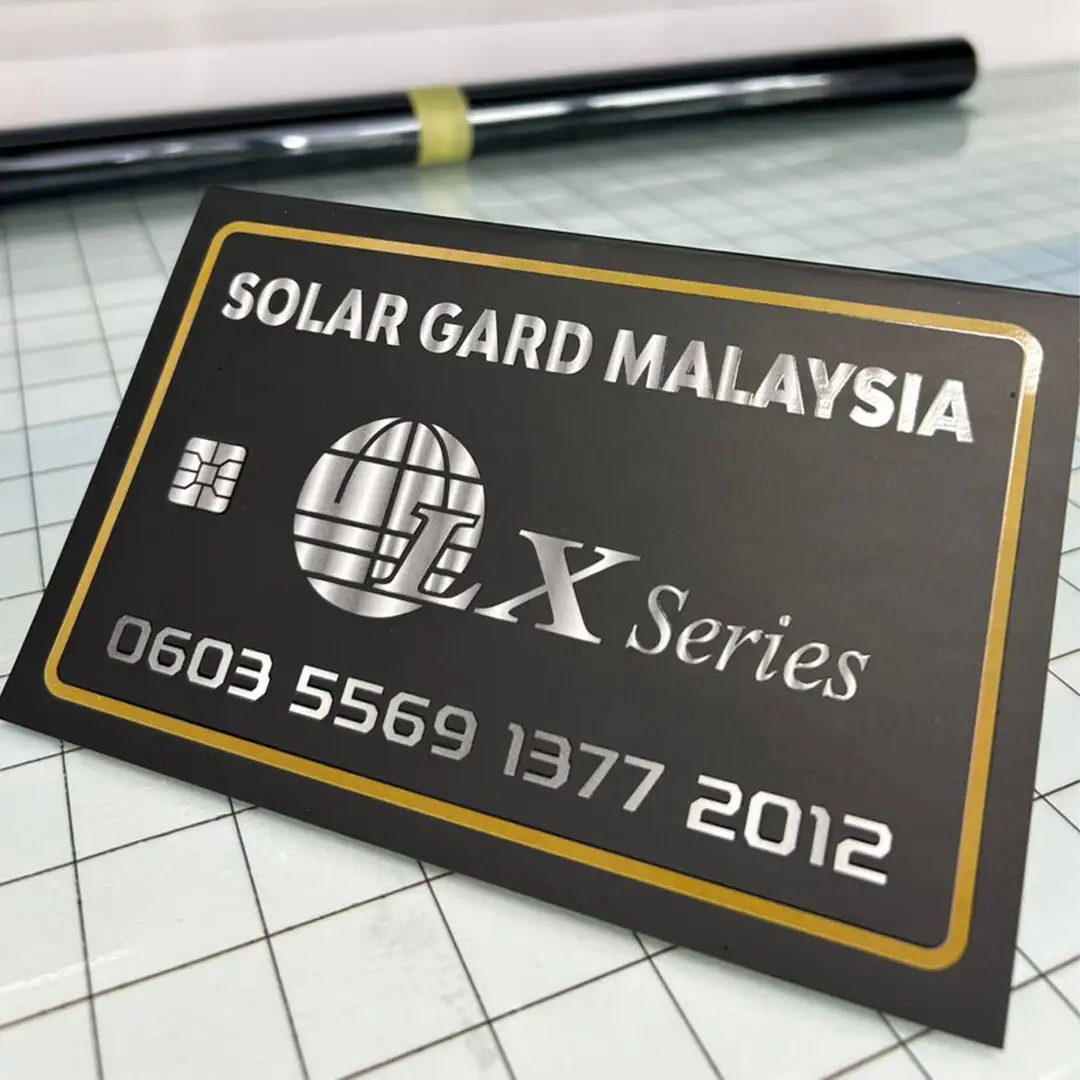 SOLAR GARD MALAYSIA
LX Series
0603 5569 1377 2012